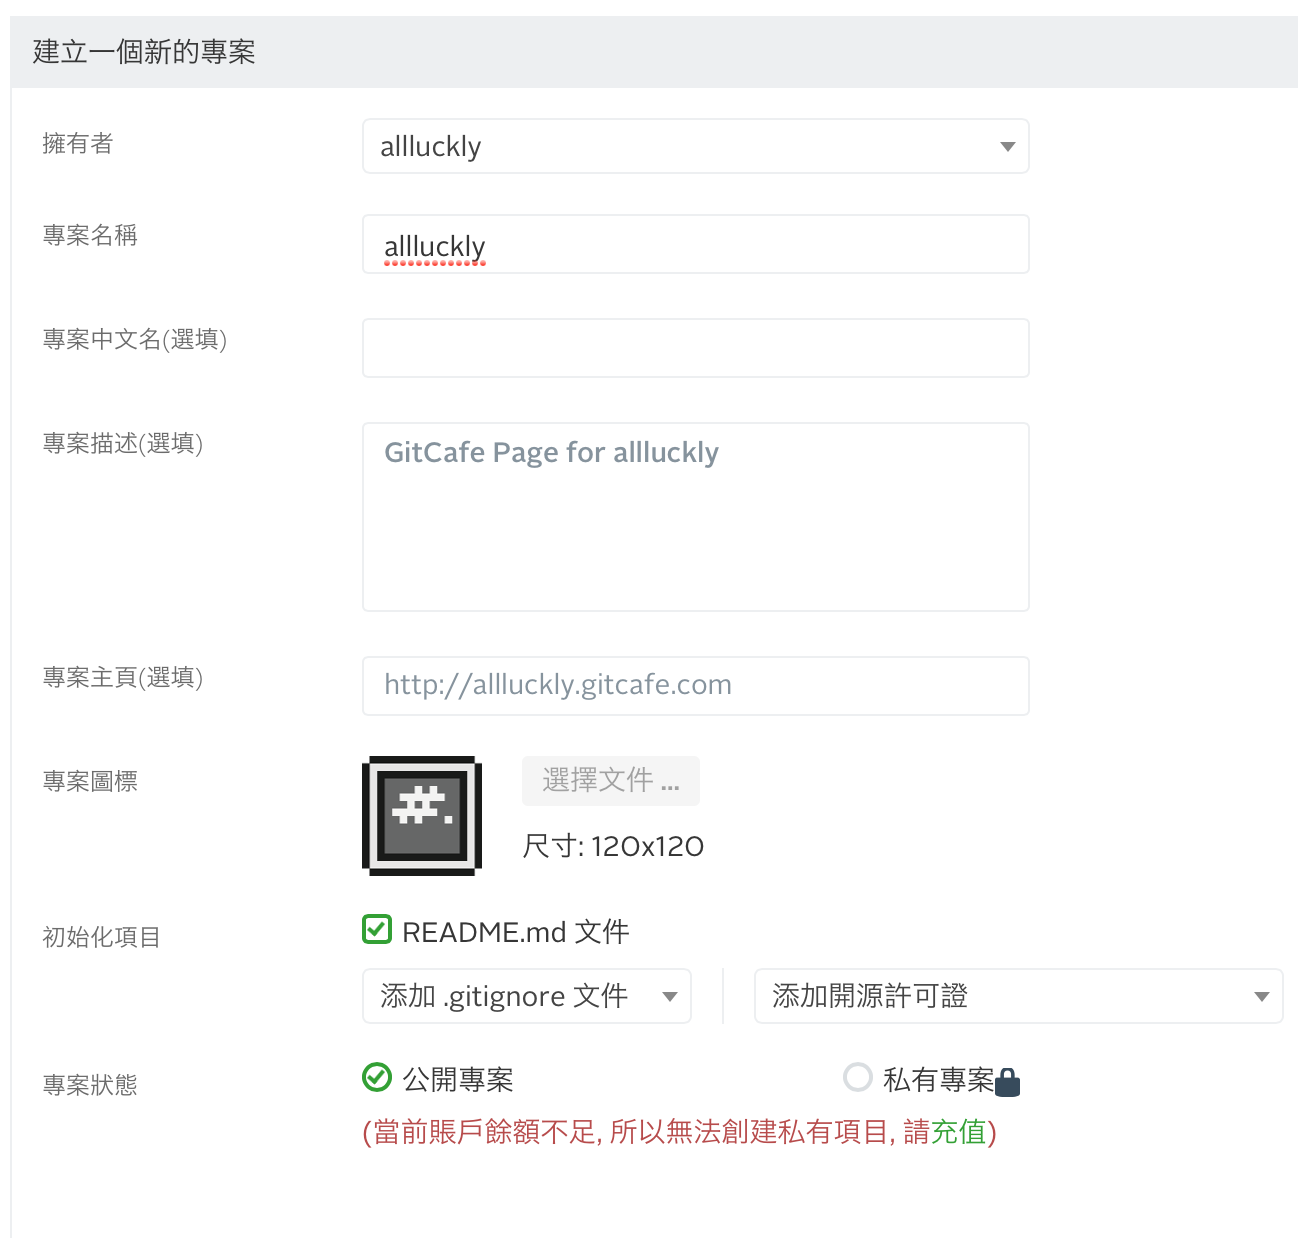 建立一個新的專案
擁有者
allluckly
專案名稱
allluckly
專案中文名(選填)
專案描述(選填)
GitCafe Page for allluckly
專案主頁(選填)
http://allluckly.gitcafe.com
專案圖標
#.
選擇文件 ...
尺寸: 120x120
初始化項目
README.md 文件
添加 .gitignore 文件
添加開源許可證
專案狀態
公開專案
私有專案
(當前賬戶餘額不足, 所以無法創建私有項目, 請充值)